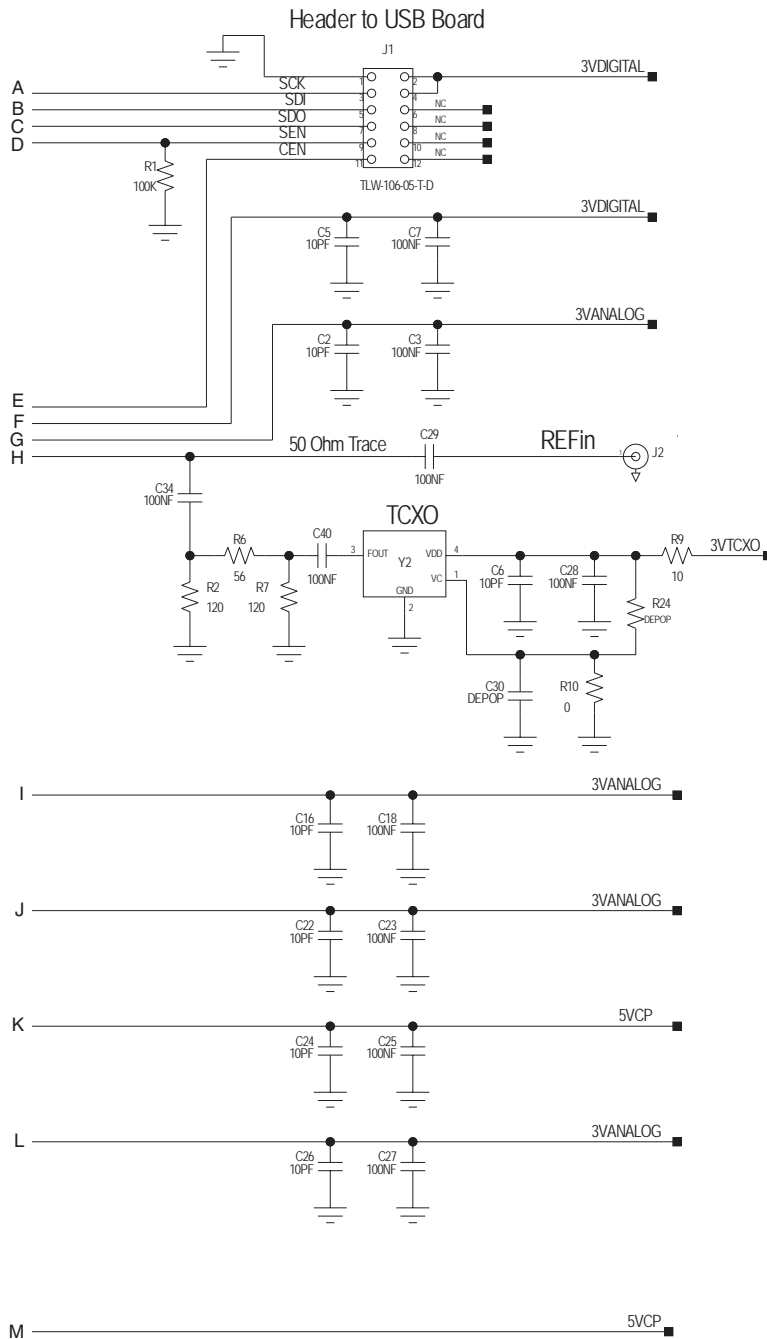 Header to USB Board
J1
3VDIGITAL
A SCK 1 2
B SDI 3 4 NC
C SDO 5 6 NC
D SEN 7 8 NC
CEN 9 10 NC
11 12
R1
100K
TLW-106-05-T-D
3VDIGITAL
C5
10PF
C7
100NF
3VANALOG
C2
10PF
C3
100NF
E
F
G
H
50 Ohm Trace
C29
100NF
REFin
1
J2
C34
100NF
TCXO
R6
56
C40
100NF
3 FOUT
Y2
VDD 4
VC 1
GND
2
R2
120
R7
120
C6
10PF
C28
100NF
R9
10
3VTCXO
R24
DEPOP
C30
DEPOP
R10
0
I
3VANALOG
C16
10PF
C18
100NF
J
3VANALOG
C22
10PF
C23
100NF
K
5VCP
C24
10PF
C25
100NF
L
3VANALOG
C26
10PF
C27
100NF
M
5VCP